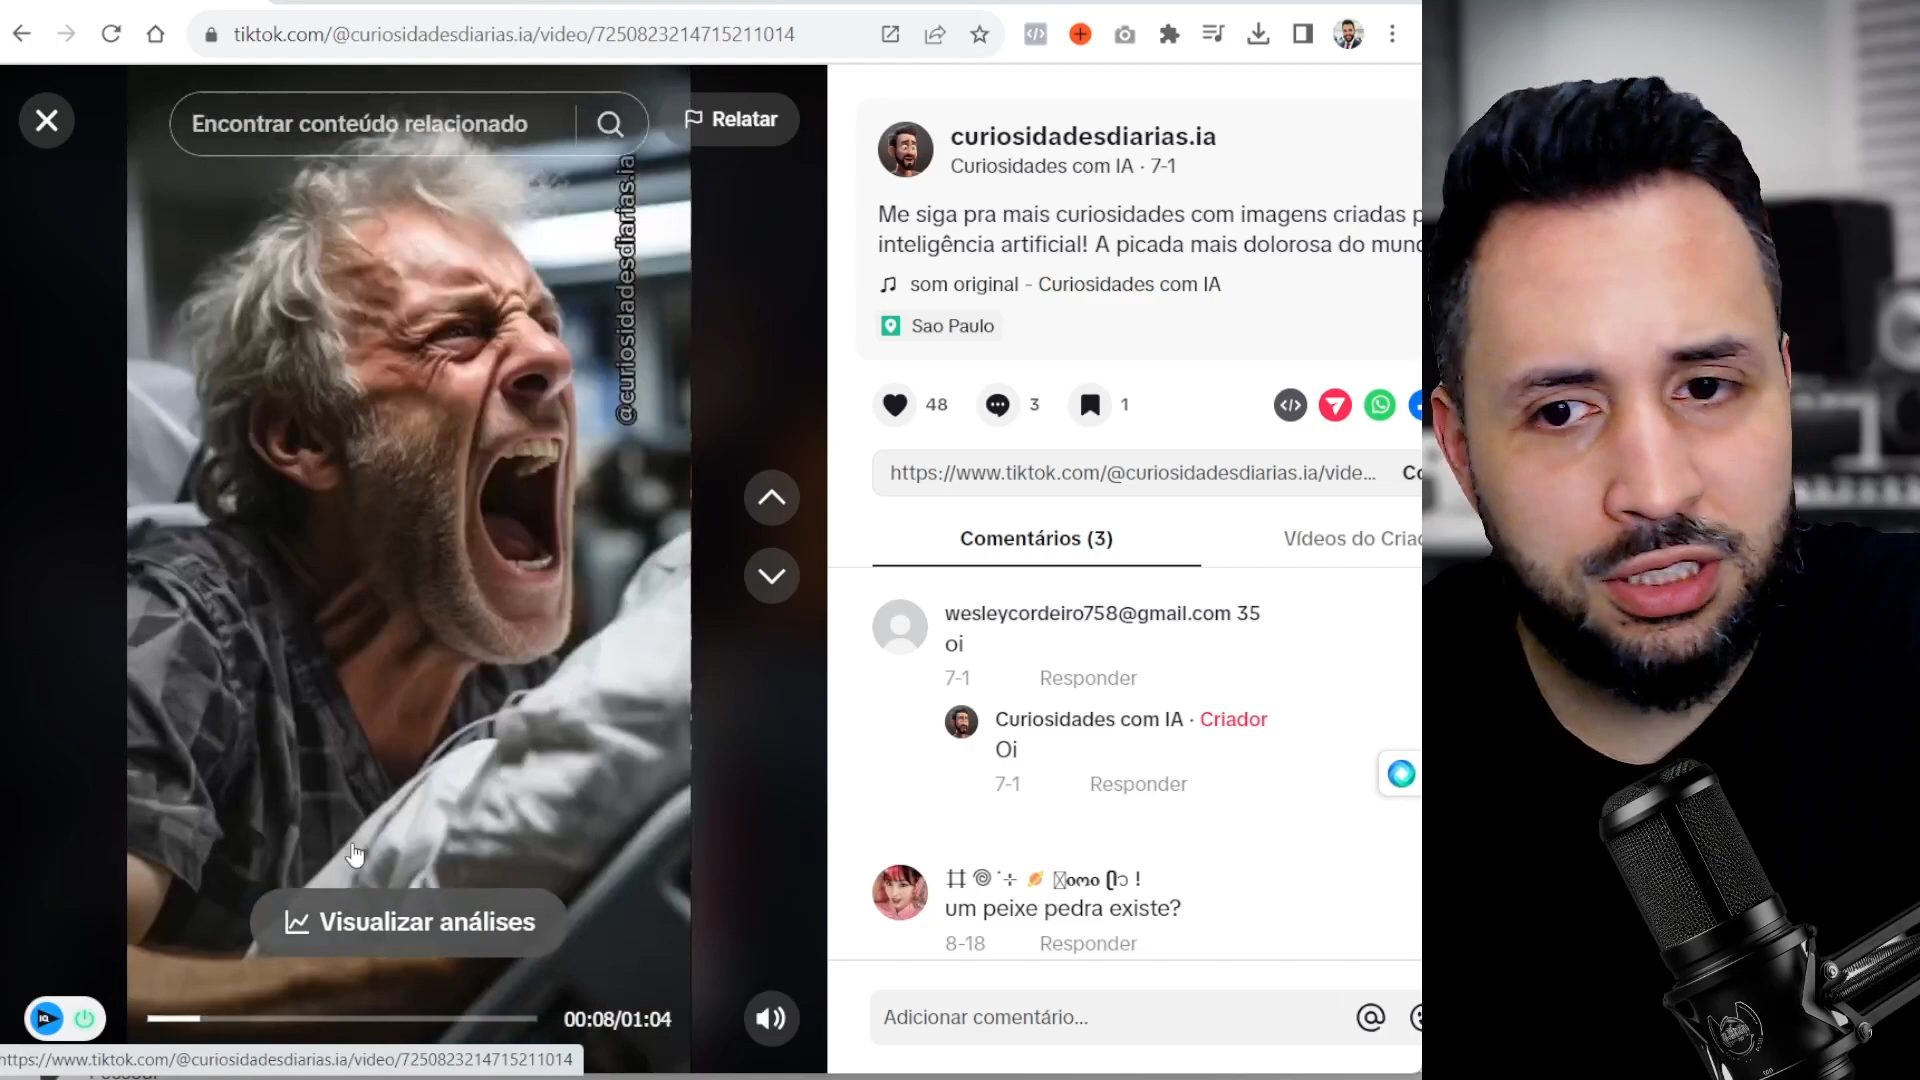 tiktok.com/@curiosidadesdiarias.ia/video/7250823214715211014
Encontrar conteúdo relacionado
Relatar
@curiosidadesdiarias.ia
Visualizar análises
00:08/01:04
https://www.tiktok.com/@curiosidadesdiarias.ia/video/7250823214715211014
curiosidadesdiarias.ia
Curiosidades com IA · 7-1
Me siga pra mais curiosidades com imagens criadas p
inteligência artificial! A picada mais dolorosa do mund
som original - Curiosidades com IA
Sao Paulo
48
3
1
https://www.tiktok.com/@curiosidadesdiarias.ia/vide...
Co
Comentários (3)
Vídeos do Criad
wesleycordeiro758@gmail.com 35
oi
7-1 Responder
Curiosidades com IA · Criador
Oi
7-1 Responder
um peixe pedra existe?
8-18 Responder
Adicionar comentário...